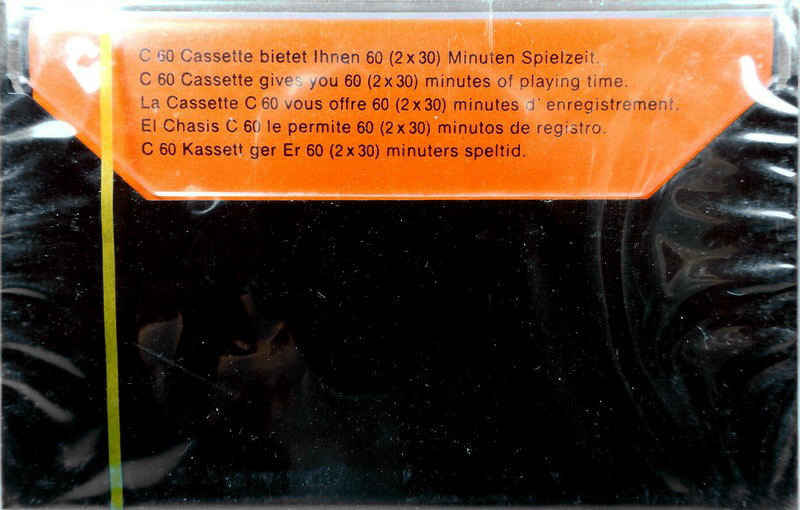 C 60 Cassette bietet Ihnen 60 (2 x 30) Minuten Spielzeit.
C 60 Cassette gives you 60 (2 x 30) minutes of playing time.
La Cassette C 60 vous offre 60 (2 x 30) minutes d' enregistrement.
El Chasis C 60 le permite 60 (2 x 30) minutos de registro.
C 60 Kassett ger Er 60 (2 x 30) minuters speltid.